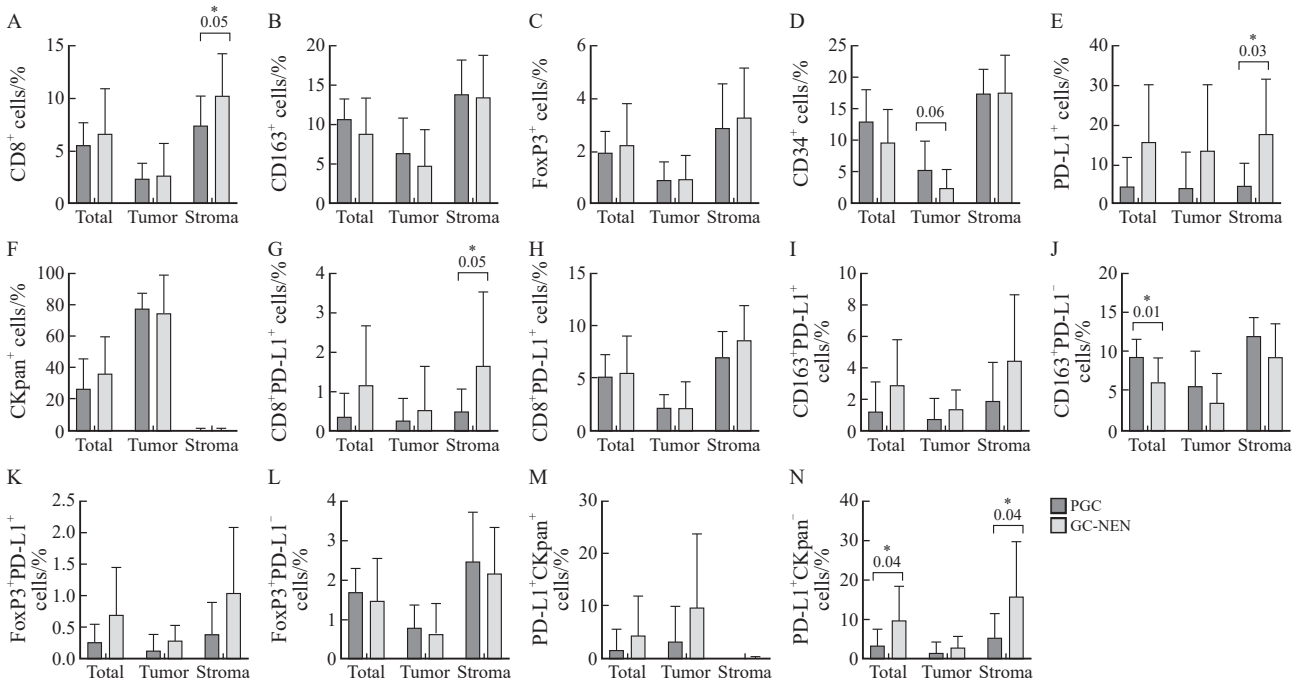 A
*
0.05
CD8⁺ cells/%
15
10
5
0
Total Tumor Stroma
B
CD163⁺ cells/%
20
15
10
5
0
Total Tumor Stroma
C
FoxP3⁺ cells/%
6
4
2
0
Total Tumor Stroma
D
0.06
CD34⁺ cells/%
25
20
15
10
5
0
Total Tumor Stroma
E
*
0.03
PD-L1⁺ cells/%
40
30
20
10
0
Total Tumor Stroma
F
CKpan⁺ cells/%
100
80
60
40
20
0
Total Tumor Stroma
G
*
0.05
CD8⁺PD-L1⁺ cells/%
4
3
2
1
0
Total Tumor Stroma
H
CD8⁺PD-L1⁺ cells/%
15
10
5
0
Total Tumor Stroma
I
CD163⁺PD-L1⁺
cells/%
10
8
6
4
2
0
Total Tumor Stroma
J
*
0.01
CD163⁺PD-L1⁻
cells/%
20
15
10
5
0
Total Tumor Stroma
K
FoxP3⁺PD-L1⁺
cells/%
2.5
2.0
1.5
1.0
0.5
0.0
Total Tumor Stroma
L
FoxP3⁺PD-L1⁻
cells/%
4
3
2
1
0
Total Tumor Stroma
M
PD-L1⁺CKpan⁺
cells/%
30
20
10
0
Total Tumor Stroma
N
*
0.04
*
0.04
PD-L1⁺CKpan⁻
cells/%
40
30
20
10
0
Total Tumor Stroma
PGC
GC-NEN